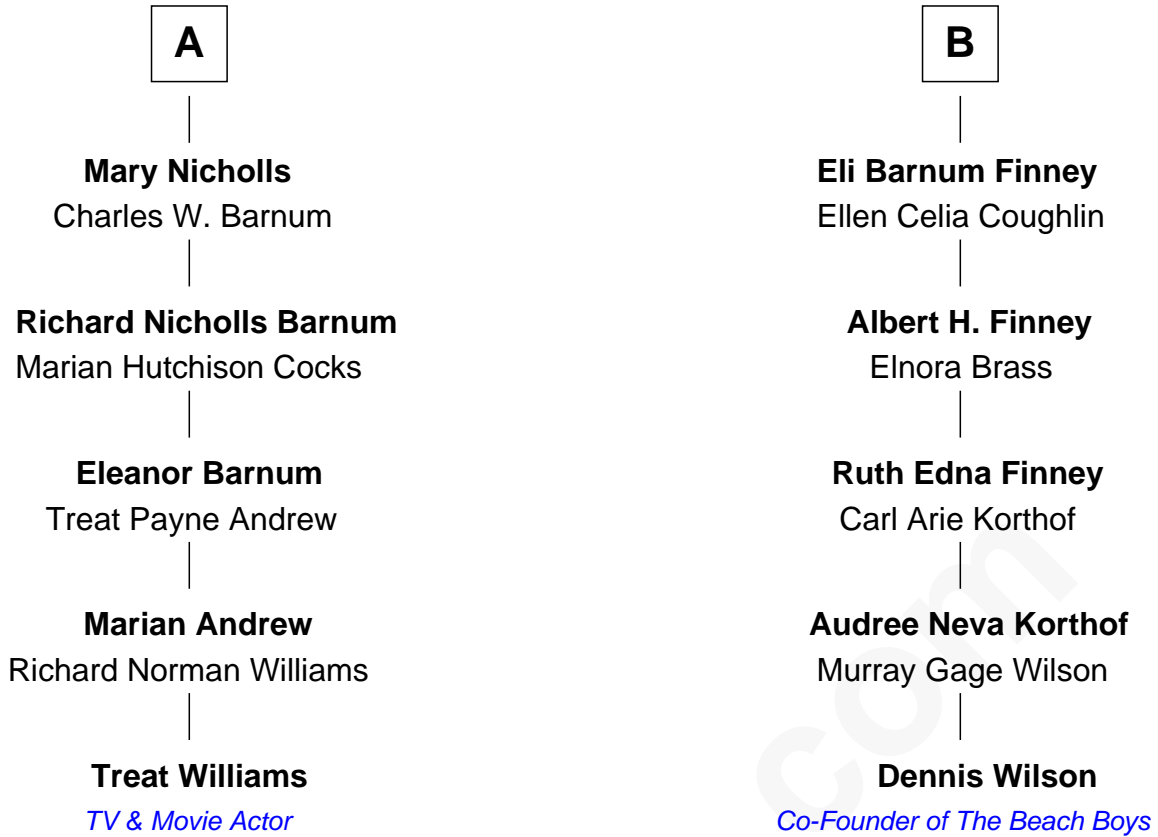 A
Mary Nicholls
Charles W. Barnum
Richard Nicholls Barnum
Marian Hutchison Cocks
Eleanor Barnum
Treat Payne Andrew
Marian Andrew
Richard Norman Williams
Treat Williams
TV & Movie Actor
B
Eli Barnum Finney
Ellen Celia Coughlin
Albert H. Finney
Elnora Brass
Ruth Edna Finney
Carl Arie Korthof
Audree Neva Korthof
Murray Gage Wilson
Dennis Wilson
Co-Founder of The Beach Boys
com